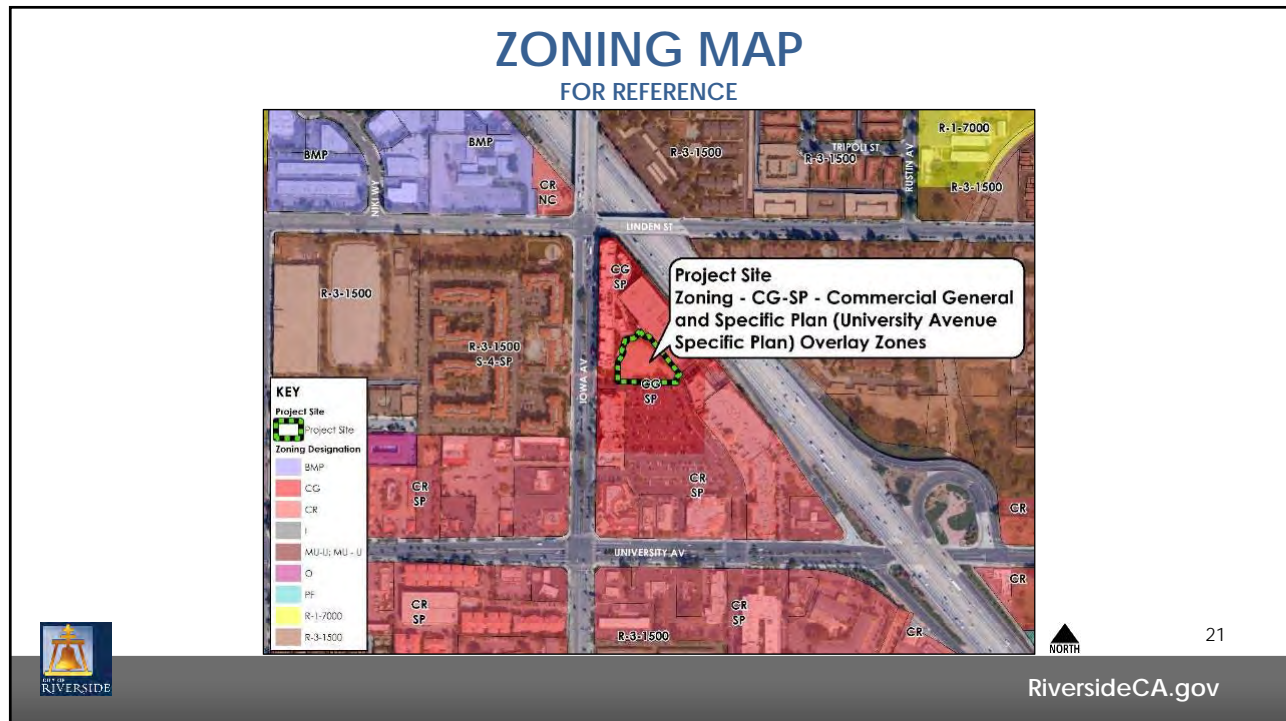 ZONING MAP
FOR REFERENCE
BMP
BMP
NIKI WY
CR
NC
R-3-1500
TRIPOLI ST
R-3-1500
RUSTIN AV
R-1-7000
R-3-1500
LINDEN ST
R-3-1500
R-3-1500
S-4-SP
IOWA AV
CG
SP
Project Site
Zoning - CG-SP - Commercial General
and Specific Plan (University Avenue
Specific Plan) Overlay Zones
CG
SP
CR
SP
CR
SP
CR
UNIVERSITY AV
CR
SP
R-3-1500
CR
SP
CR
CR
KEY
Project Site
Project Site
Zoning Designation
BMP
CG
CR
I
MU-U; MU - U
O
PF
R-1-7000
R-3-1500
NORTH
21
CITY OF
RIVERSIDE
RiversideCA.gov